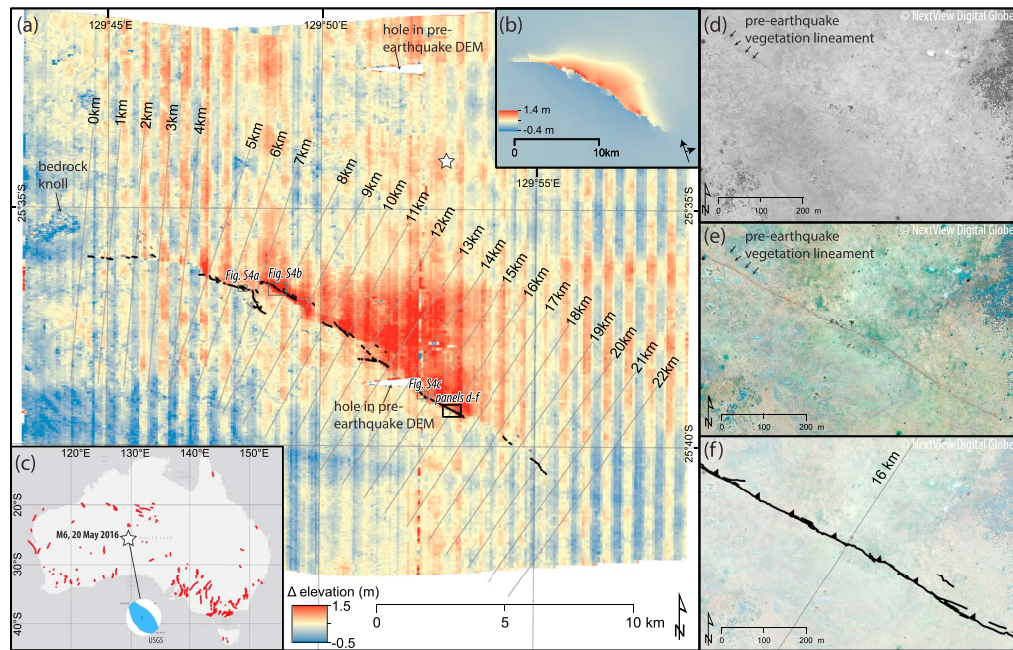 (a)
129°45'
129°50'
hole in pre-
earthquake DEM
0km
1km
2km
3km
4km
5km
6km
7km
8km
9km
10km
11km
12km
13km
14km
15km
16km
17km
18km
19km
20km
21km
22km
bedrock
knoll
25°35'S
25°35'S
Fig. S4a
Fig. S4b
Fig. S4c
panels d-f
hole in pre-
earthquake DEM
25°40'S
129°55'E
Δ elevation (m)
1.5
-0.5
0
5
10 km
N
(b)
1.4 m
-0.4 m
0
10km
(c)
120°E
130°E
150°E
20°S
30°S
40°S
M6, 20 May 2016
USGS
(d)
pre-earthquake
vegetation lineament
© NextView Digital Globe
N
0
100
200 m
(e)
pre-earthquake
vegetation lineament
© NextView Digital Globe
N
0
100
200 m
(f)
16 km
© NextView Digital Globe
N
0
100
200 m